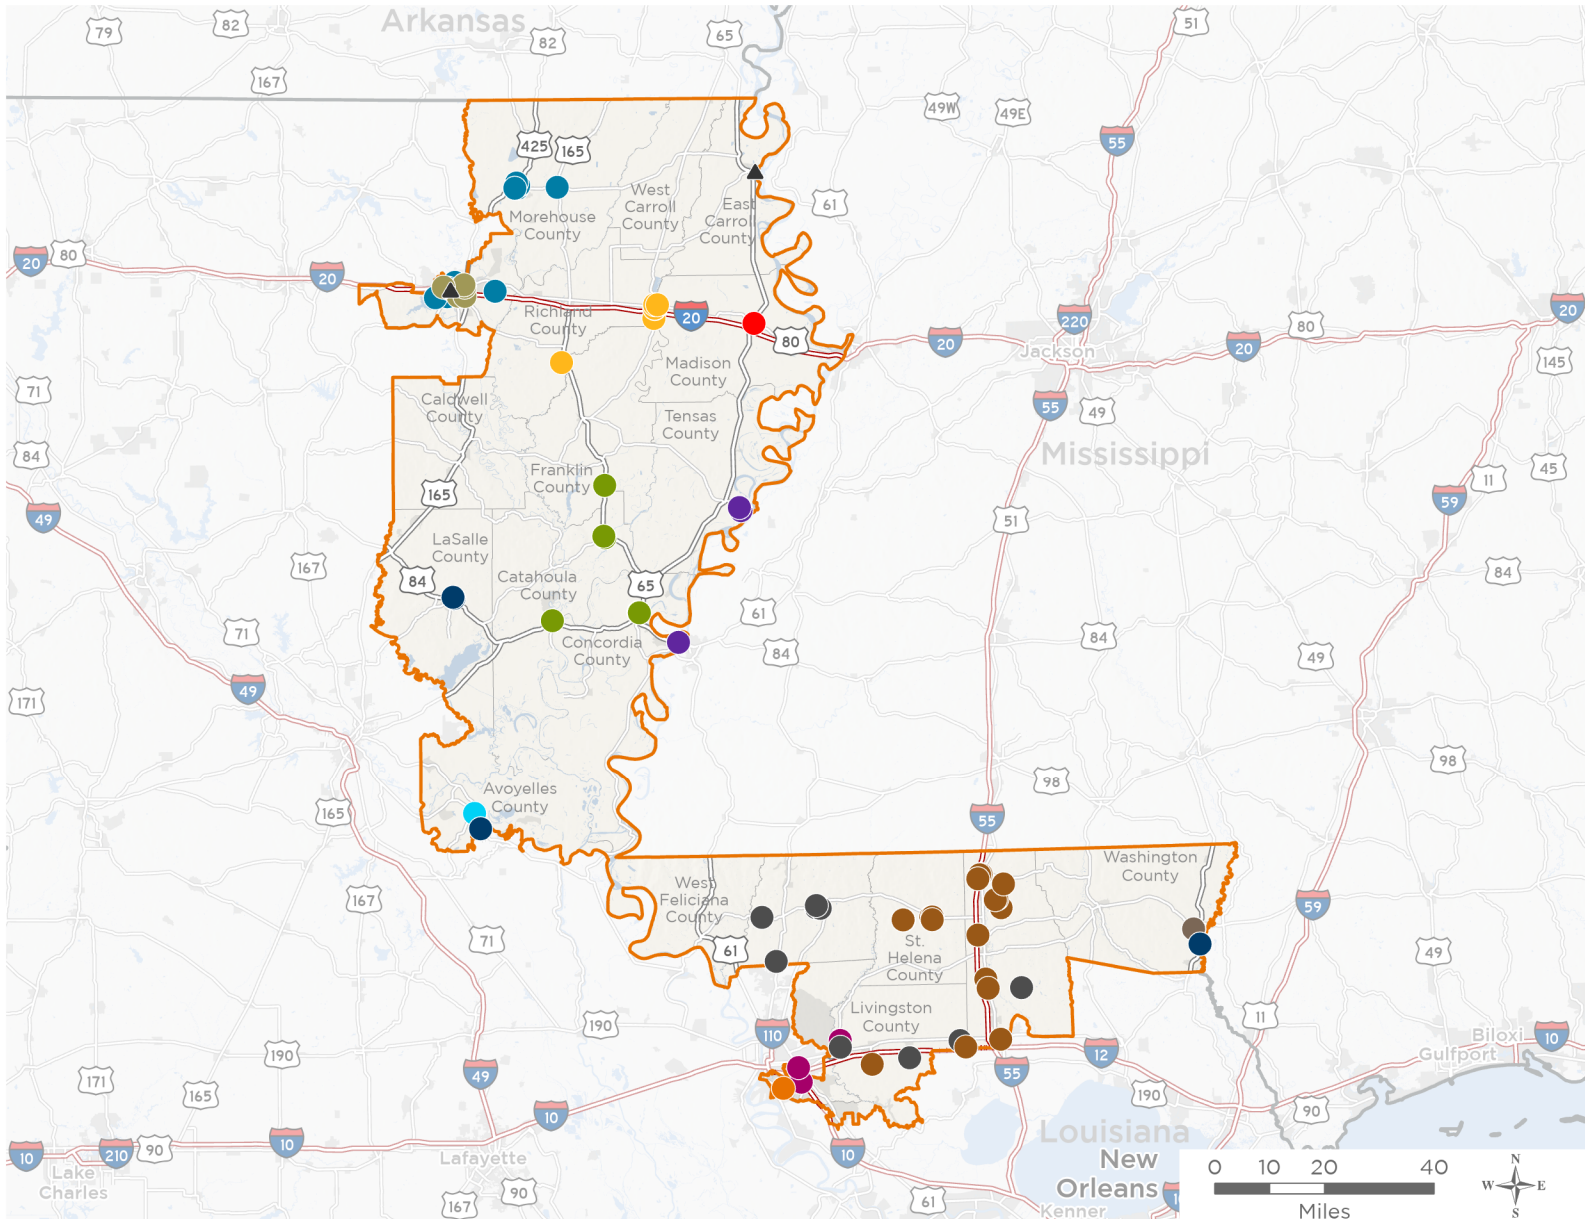 Arkansas
79
82
82
65
51
167
49W
49E
55
425
165
West
Carroll
County
East
Carroll
County
61
Morehouse
County
20
80
20
Richland
County
20
80
220
20
80
20
20
Jackson
145
71
Madison
County
55
49
Caldwell
County
Tensas
County
84
Mississippi
45
11
Franklin
County
165
59
49
51
LaSalle
County
167
84
Catahoula
County
65
84
61
71
84
Concordia
County
84
49
49
171
98
98
Avoyelles
County
165
55
Washington
County
West
Feliciana
County
167
59
71
61
St.
Helena
County
49
Livingston
County
190
110
11
Biloxi
10
Gulfport
190
12
171
49
55
165
190
90
10
Louisiana
New
Orleans
Kenner
10
210
90
10
10
Lafayette
Lake
Charles
90
167
61
0 10 20 40
Miles
N
W E
S